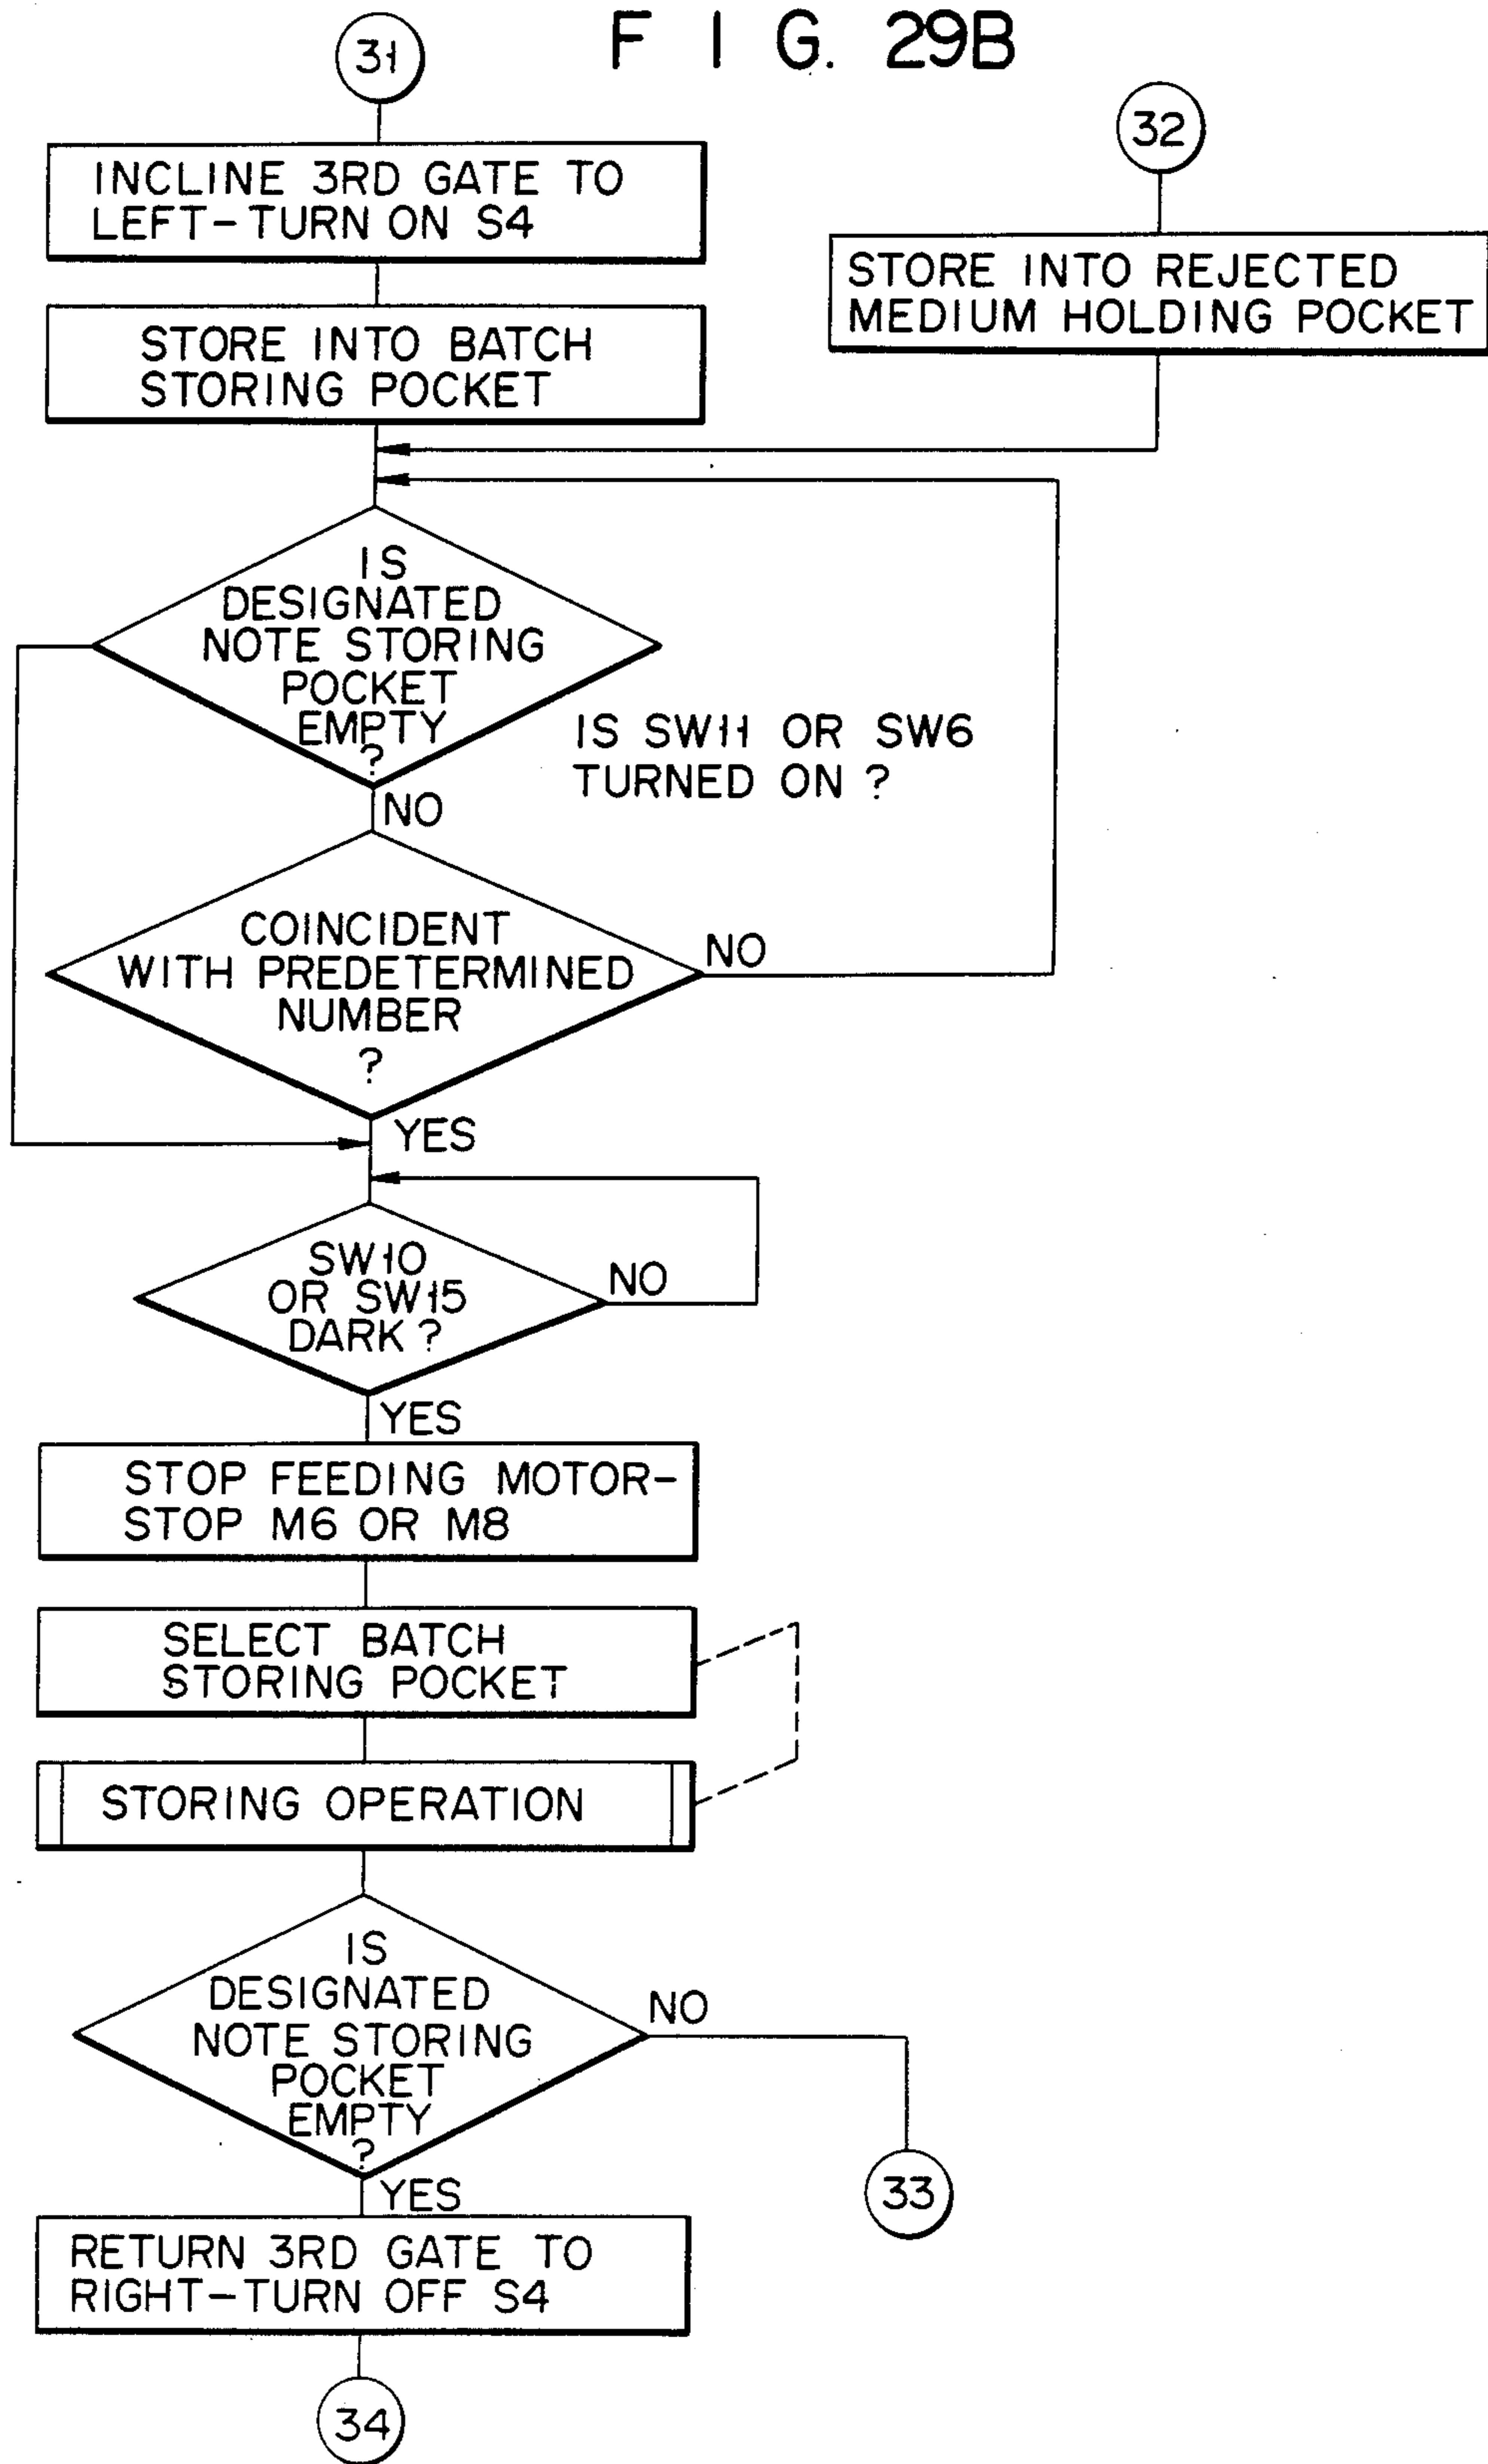 F I G. 29B
31
INCLINE 3RD GATE TO
LEFT-TURN ON S4
32
STORE INTO REJECTED
MEDIUM HOLDING POCKET
STORE INTO BATCH
STORING POCKET
IS
DESIGNATED
NOTE STORING
POCKET
EMPTY
?
IS SW11 OR SW6
TURNED ON ?
NO
COINCIDENT
WITH PREDETERMINED
NUMBER
?
NO
YES
SW10
OR SW15
DARK ?
NO
YES
STOP FEEDING MOTOR-
STOP M6 OR M8
SELECT BATCH
STORING POCKET
STORING OPERATION
IS
DESIGNATED
NOTE STORING
POCKET
EMPTY
?
NO
33
YES
RETURN 3RD GATE TO
RIGHT-TURN OFF S4
34